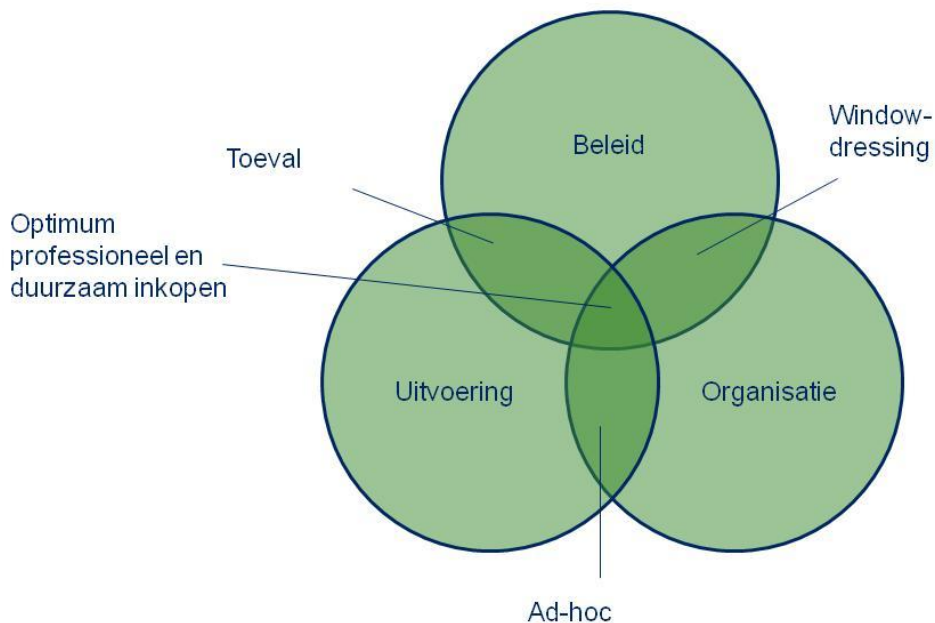 Beleid
Window-
dressing
Toeval
Optimum
professioneel en
duurzaam inkopen
Uitvoering
Organisatie
Ad-hoc